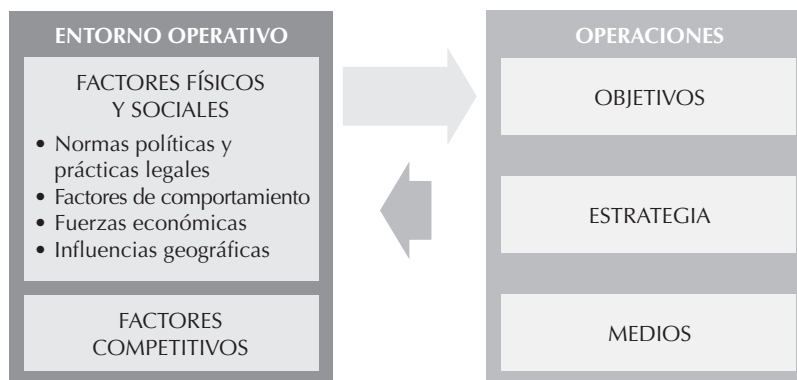 ENTORNO OPERATIVO
FACTORES FÍSICOS
Y SOCIALES
• Normas políticas y
prácticas legales
• Factores de comportamiento
• Fuerzas económicas
• Influencias geográficas
FACTORES
COMPETITIVOS
OPERACIONES
OBJETIVOS
ESTRATEGIA
MEDIOS